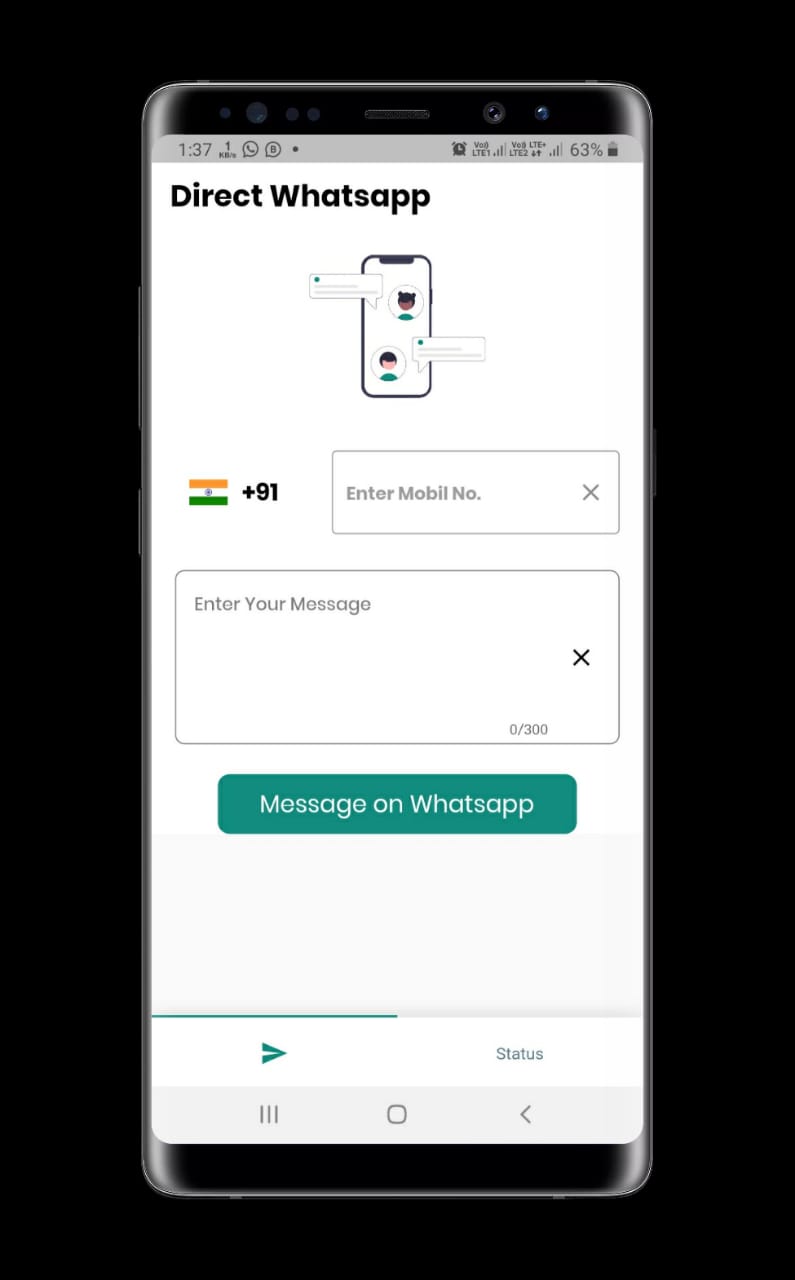 1:37 1 KB/s B Vo)) LTE1 Vo)) LTE+ LTE2 63%
Direct Whatsapp
+91 Enter Mobil No.
Enter Your Message
0/300
Message on Whatsapp
Status